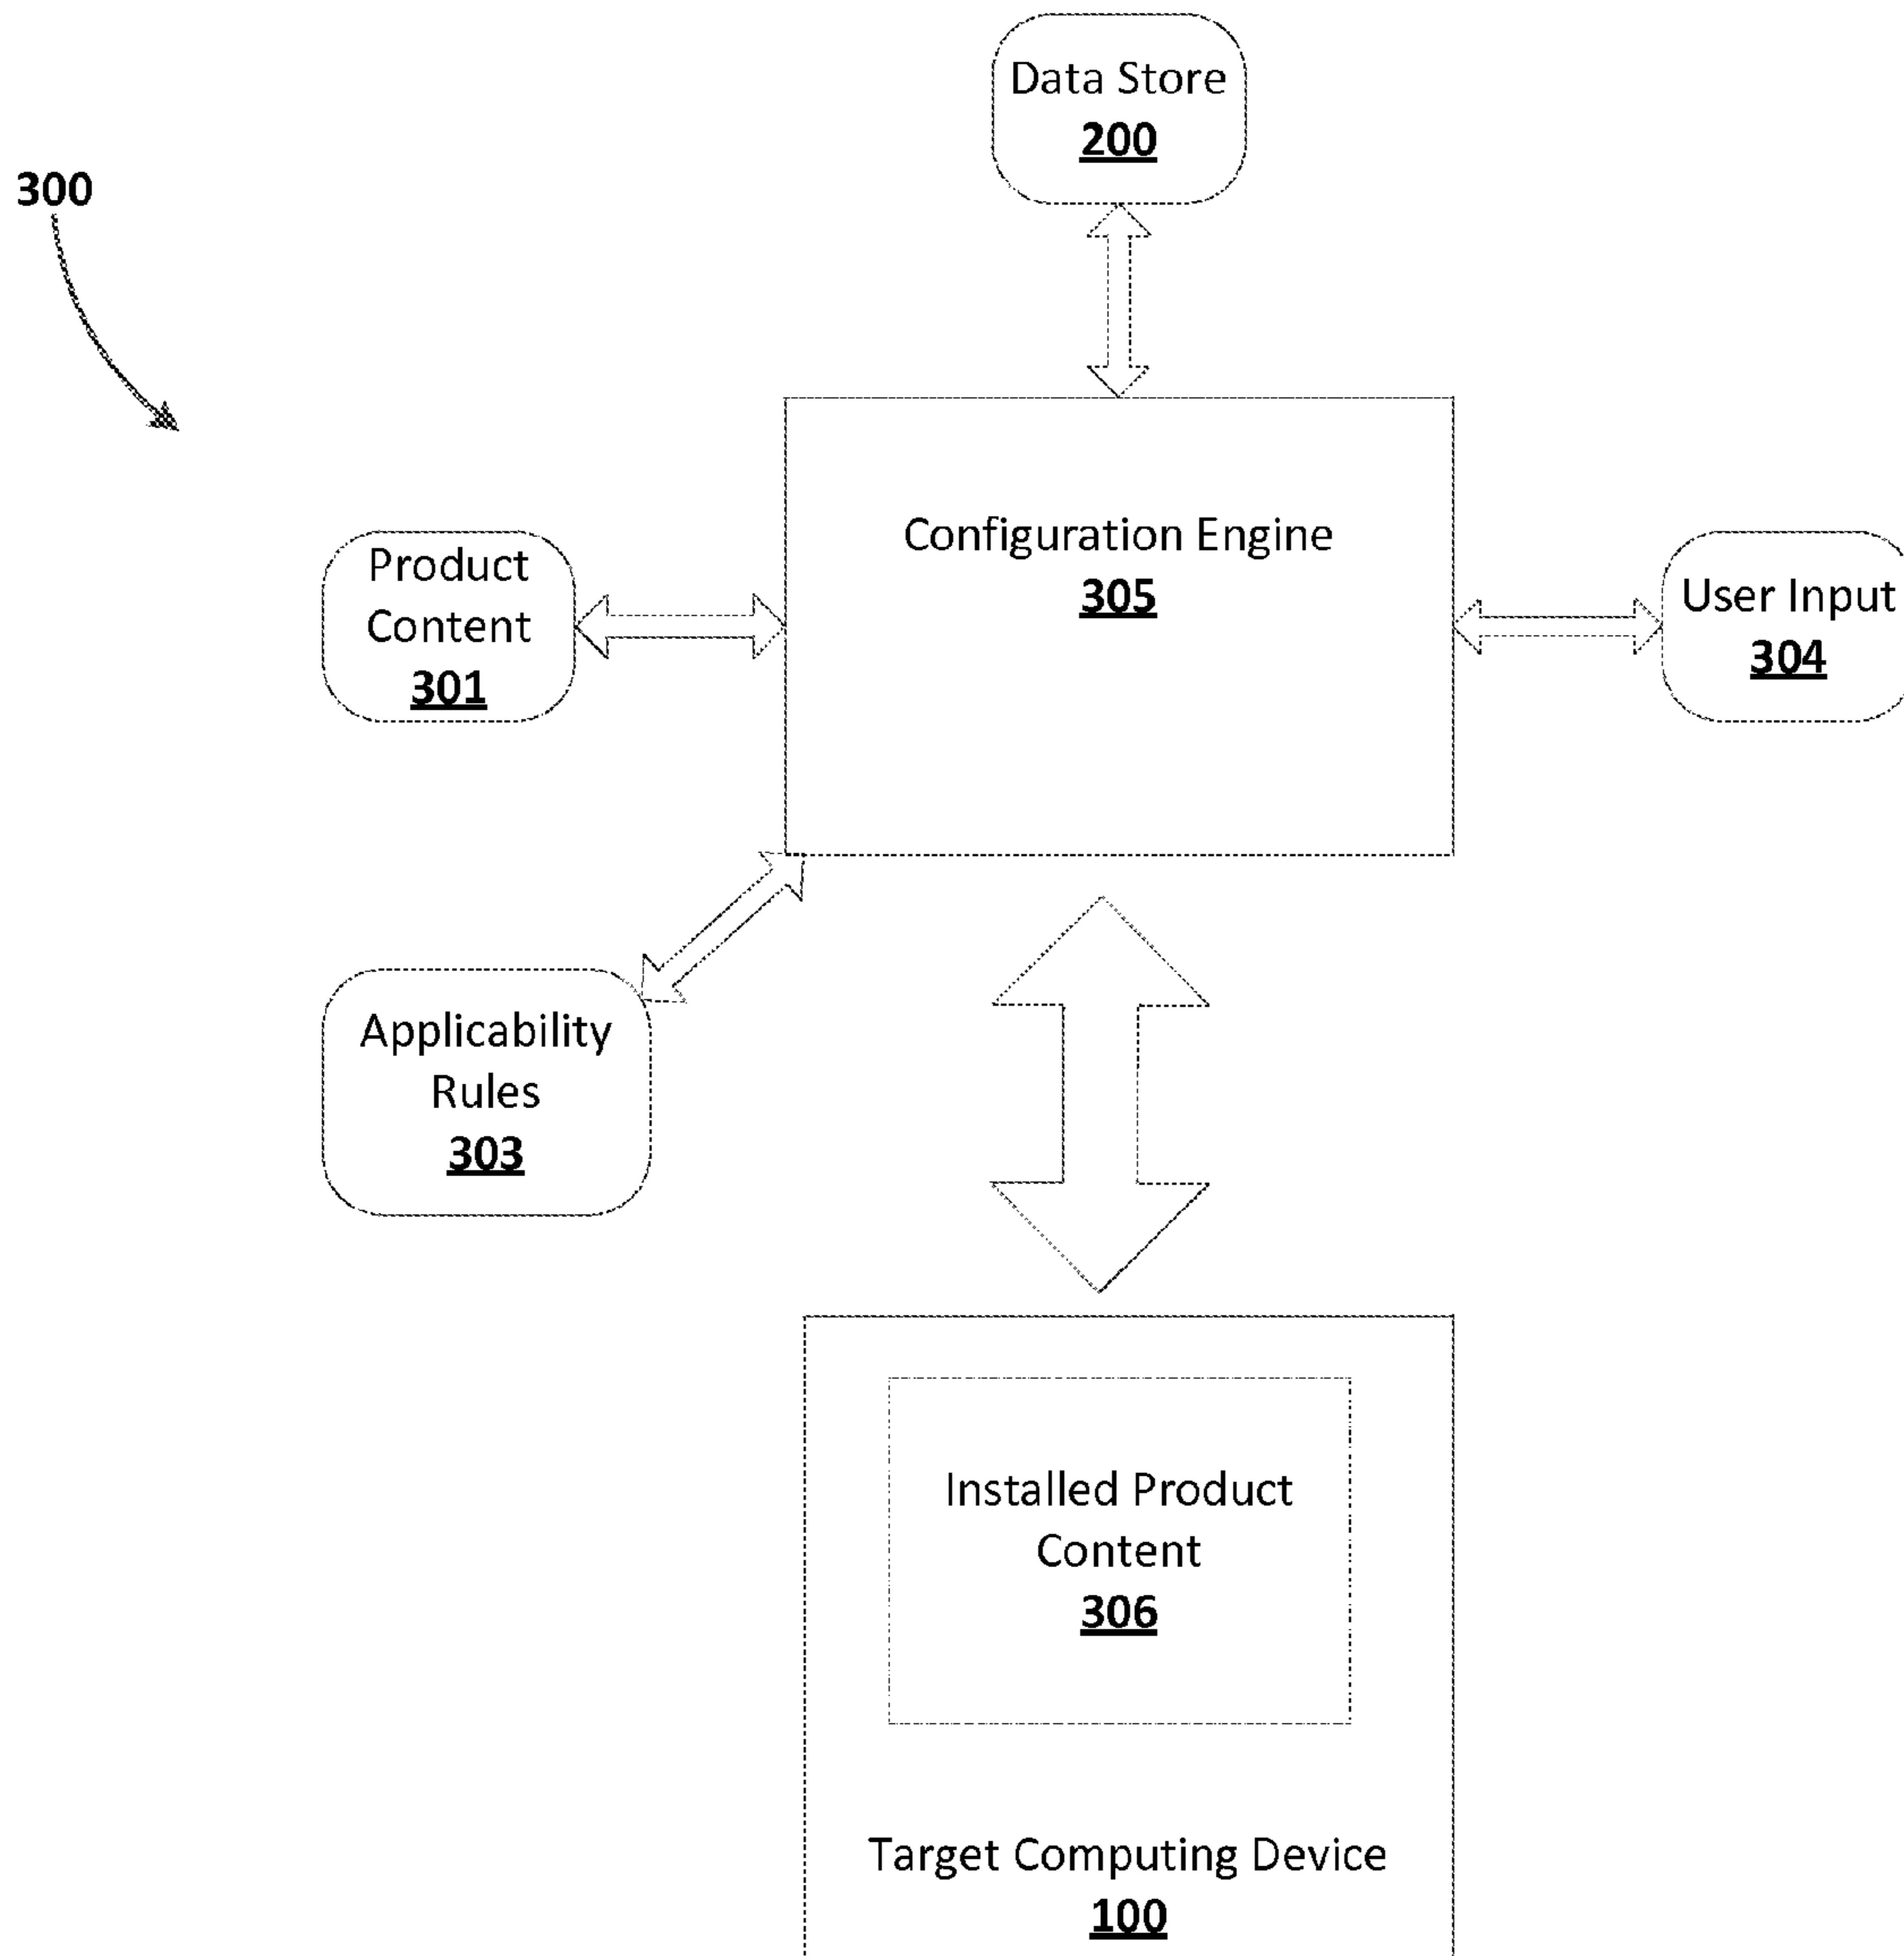 Data Store
200
300
Configuration Engine
305
Product
Content
301
User Input
304
Applicability
Rules
303
Installed Product
Content
306
Target Computing Device
100